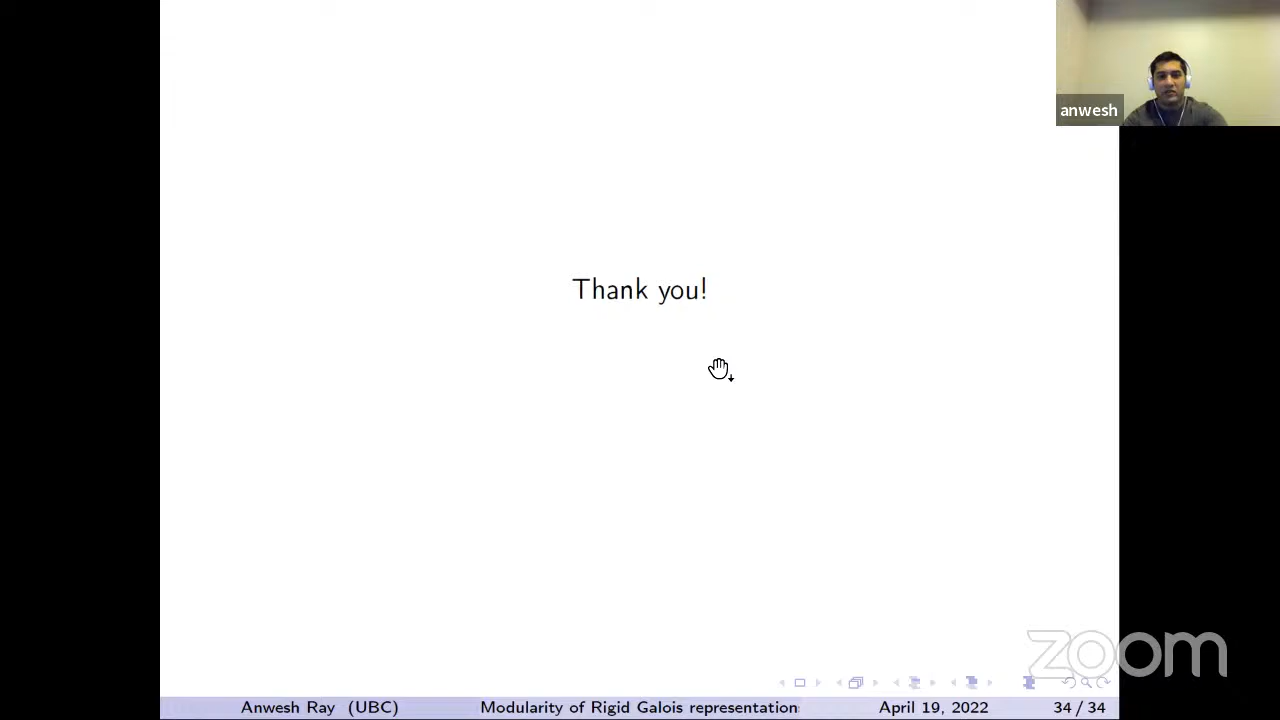 anwesh
Thank you!
zoom
Anwesh Ray (UBC) Modularity of Rigid Galois representation: April 19, 2022 34 / 34